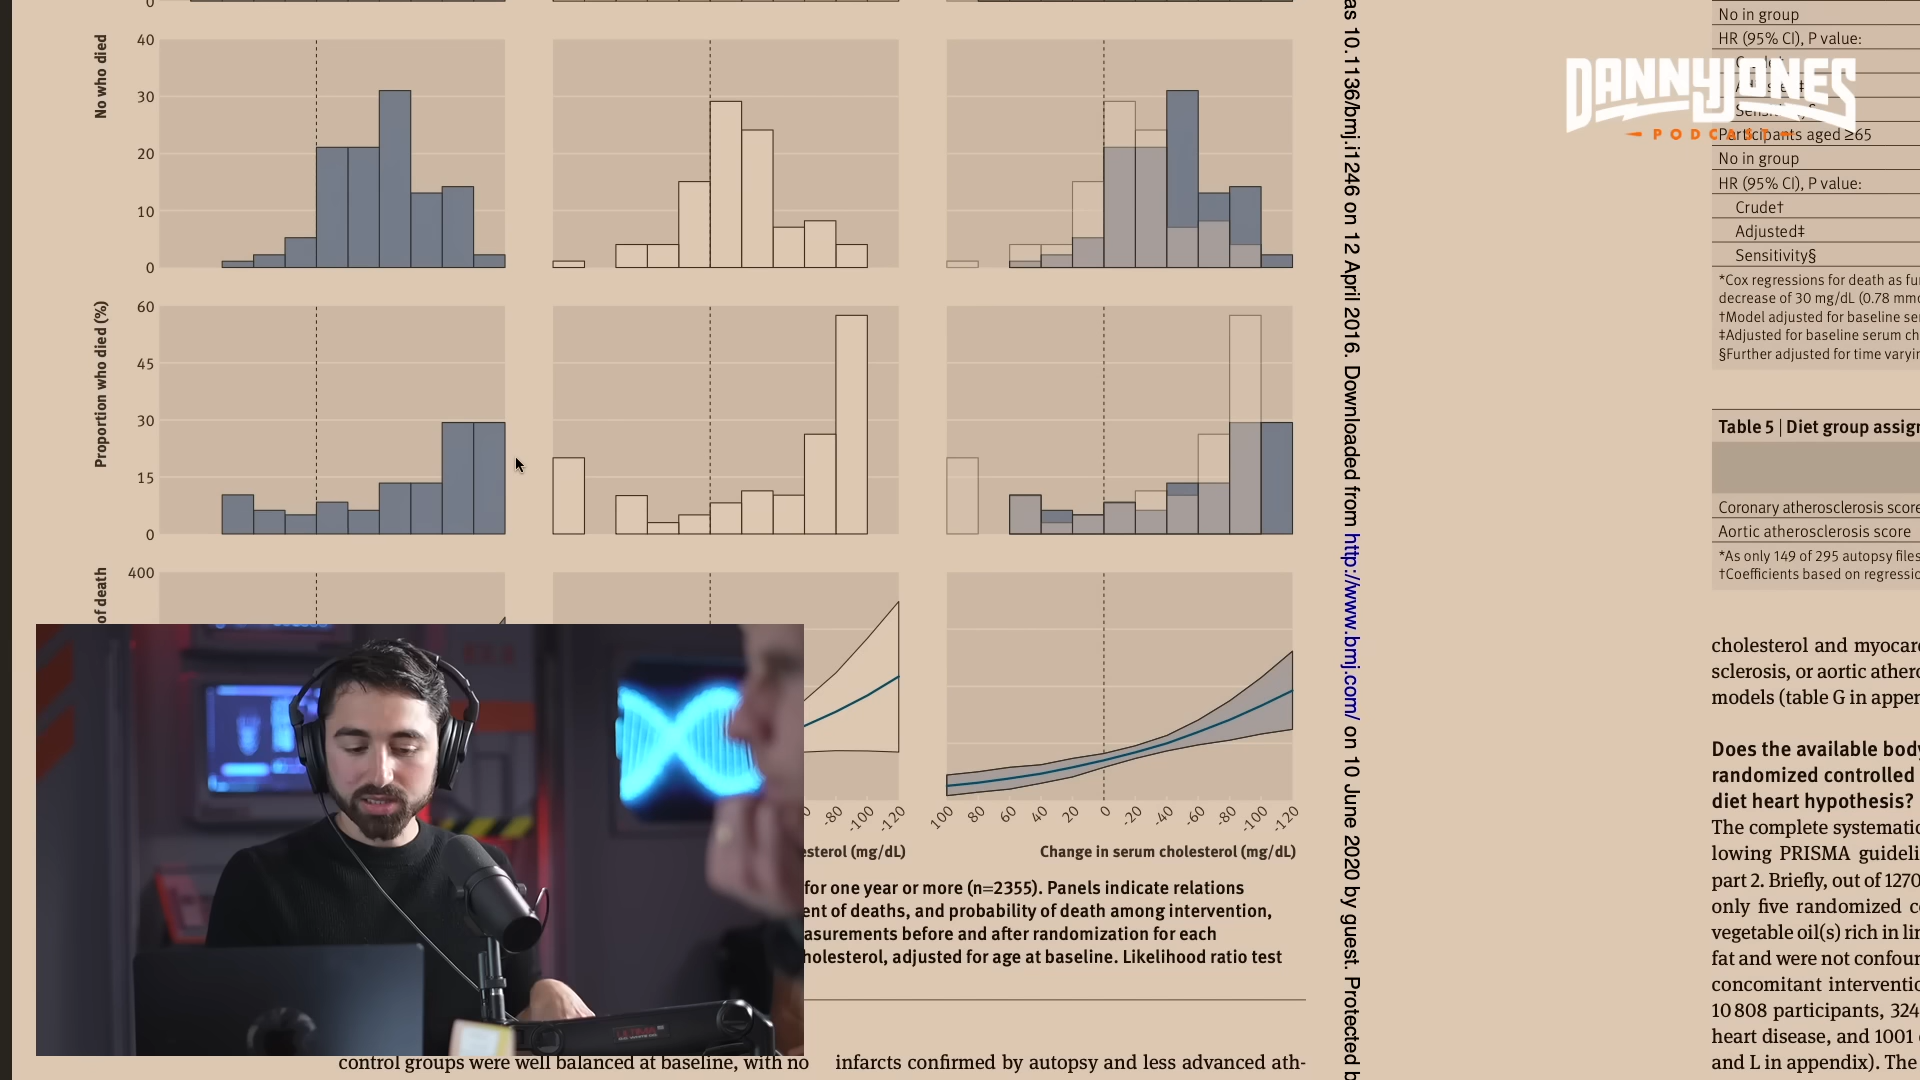 0
No who died
40
30
20
10
0
Proportion who died (%)
60
45
30
15
0
of death
400
-80
-100
-120
100
80
60
40
20
0
-20
-40
-60
-80
-100
-120
esterol (mg/dL)
Change in serum cholesterol (mg/dL)
for one year or more (n=2355). Panels indicate relations
ent of deaths, and probability of death among intervention,
asurements before and after randomization for each
holesterol, adjusted for age at baseline. Likelihood ratio test
control groups were well balanced at baseline, with no
infarcts confirmed by autopsy and less advanced ath-
as 10.1136/bmj.i1246 on 12 April 2016. Downloaded from http://www.bmj.com/ on 10 June 2020 by guest. Protected b
DANNY JONES
PODCAST
No in group
HR (95% CI), P value:
Participants aged ≥65
No in group
HR (95% CI), P value:
Crude†
Adjusted‡
Sensitivity§
*Cox regressions for death as fu
decrease of 30 mg/dL (0.78 mm
†Model adjusted for baseline ser
‡Adjusted for baseline serum ch
§Further adjusted for time varyin
Table 5 | Diet group assign
Coronary atherosclerosis score
Aortic atherosclerosis score
*As only 149 of 295 autopsy files
†Coefficients based on regressio
cholesterol and myocar
sclerosis, or aortic athero
models (table G in appen
Does the available body
randomized controlled
diet heart hypothesis?
The complete systematic
lowing PRISMA guideli
part 2. Briefly, out of 1270
only five randomized co
vegetable oil(s) rich in lin
fat and were not confoun
concomitant interventio
10 808 participants, 324
heart disease, and 1001
and L in appendix). The